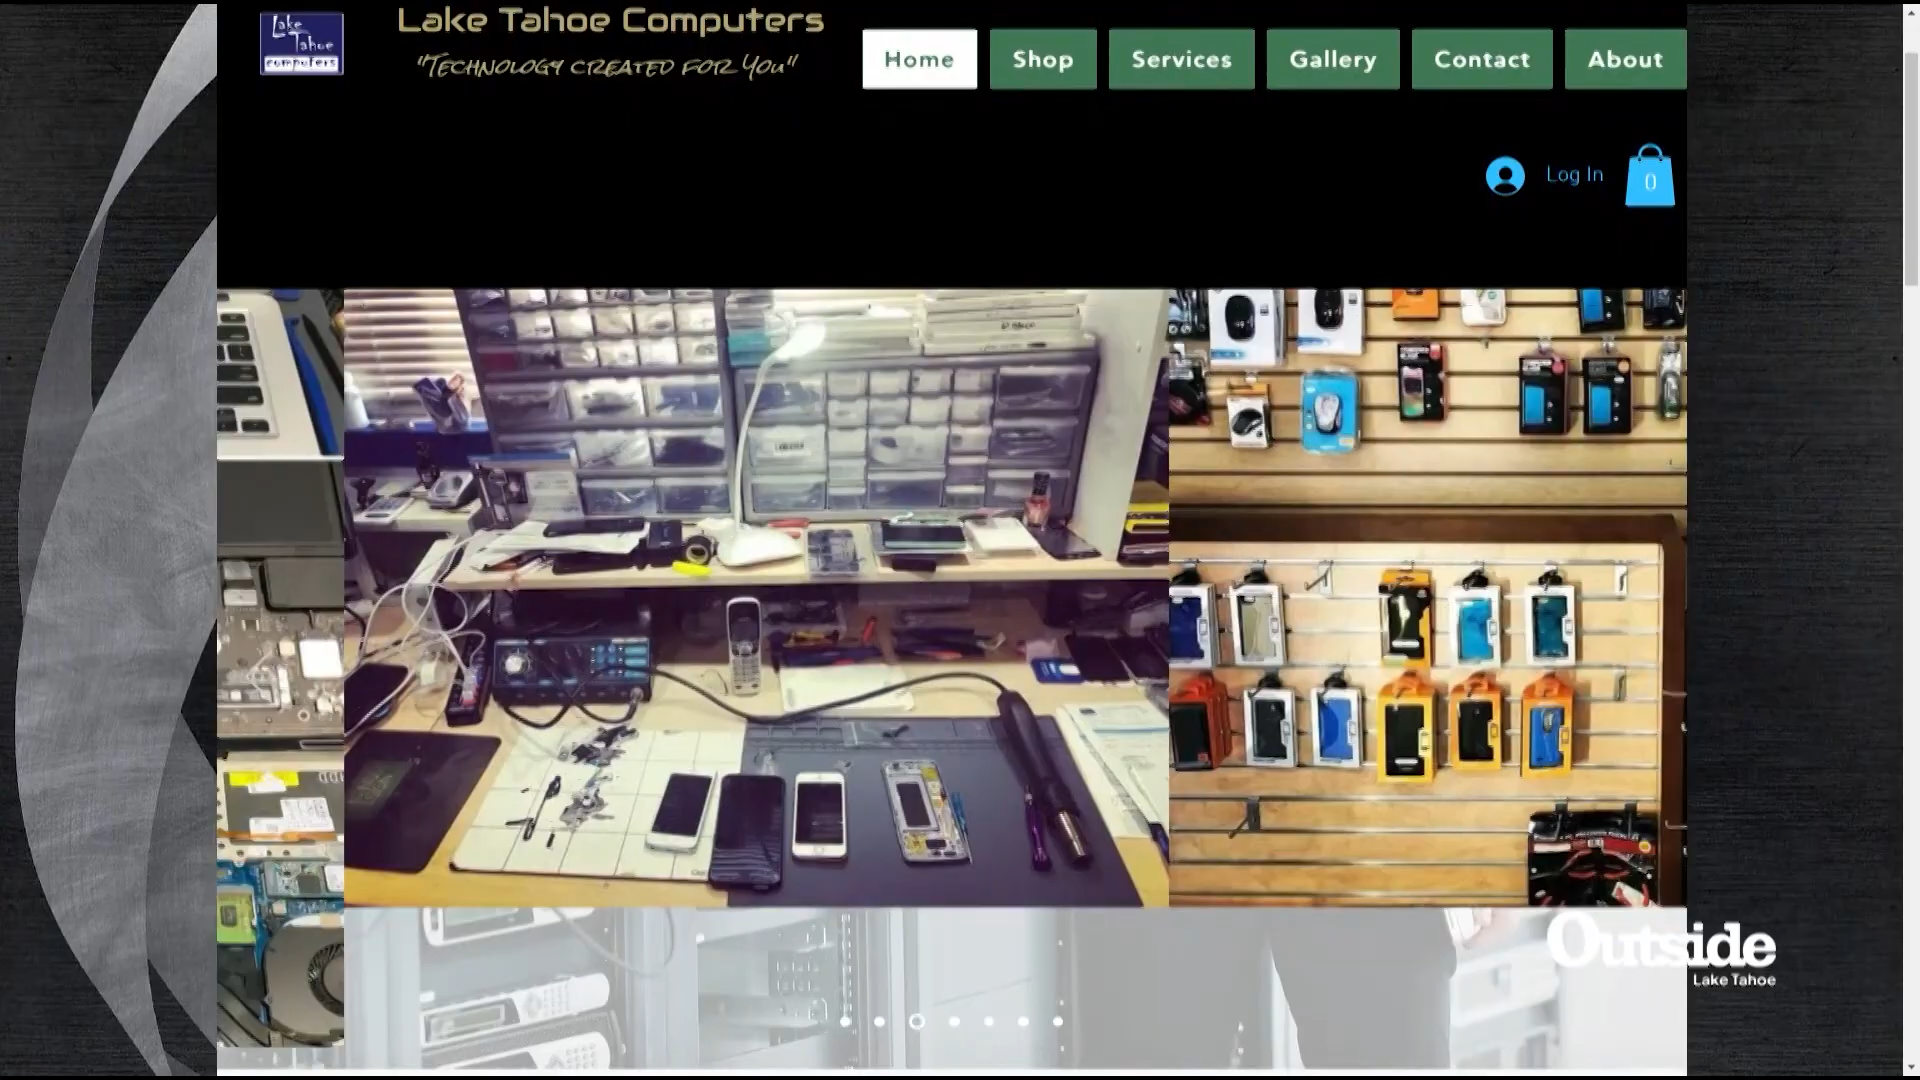 Lake
Tahoe
computers
Lake Tahoe Computers
"Technology created for You"
Home
Shop
Services
Gallery
Contact
About
Log In
0
Outside
Lake Tahoe